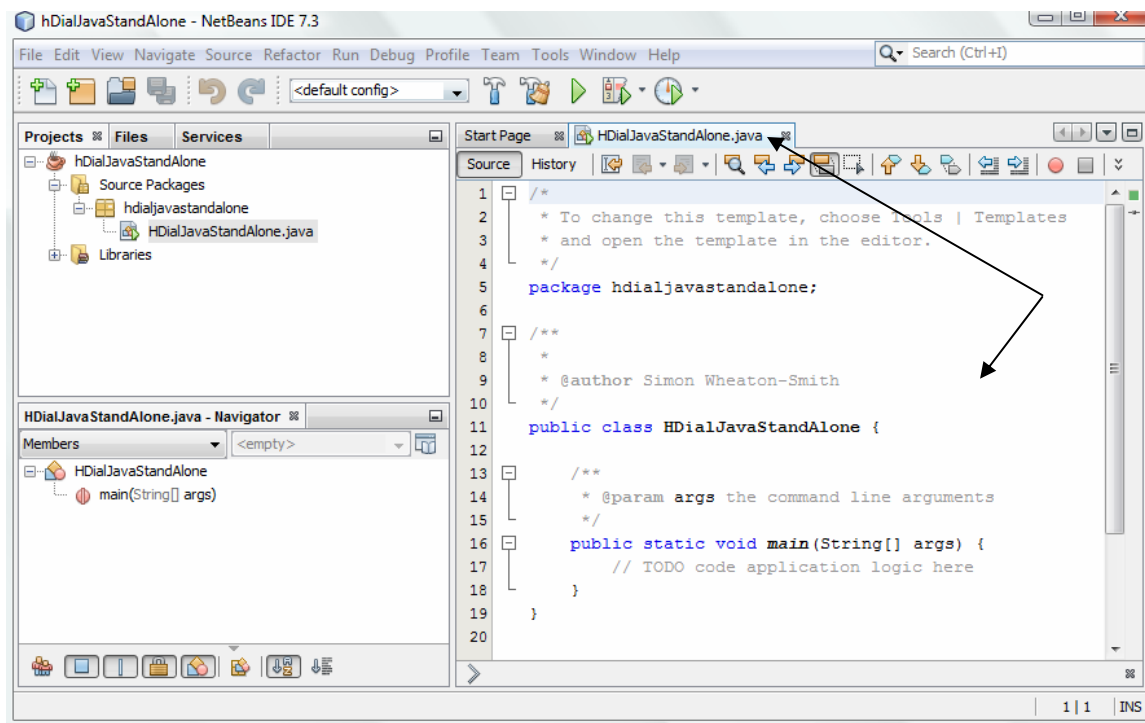 hDialJavaStandAlone - NetBeans IDE 7.3
File Edit View Navigate Source Refactor Run Debug Profile Team Tools Window Help
Search (Ctrl+I)
<default config>
Projects Files Services
hDialJavaStandAlone
Source Packages
hdialjavastandalone
HDialJavaStandAlone.java
Libraries
HDialJavaStandAlone.java - Navigator
Members <empty>
HDialJavaStandAlone
main(String[] args)
Start Page HDialJavaStandAlone.java
Source History
1 /*
2 * To change this template, choose Tools | Templates
3 * and open the template in the editor.
4 */
5 package hdialjavastandalone;
6
7 /**
8 *
9 * @author Simon Wheaton-Smith
10 */
11 public class HDialJavaStandAlone {
12
13 /**
14 * @param args the command line arguments
15 */
16 public static void main(String[] args) {
17 // TODO code application logic here
18 }
19 }
20
1 | 1 INS